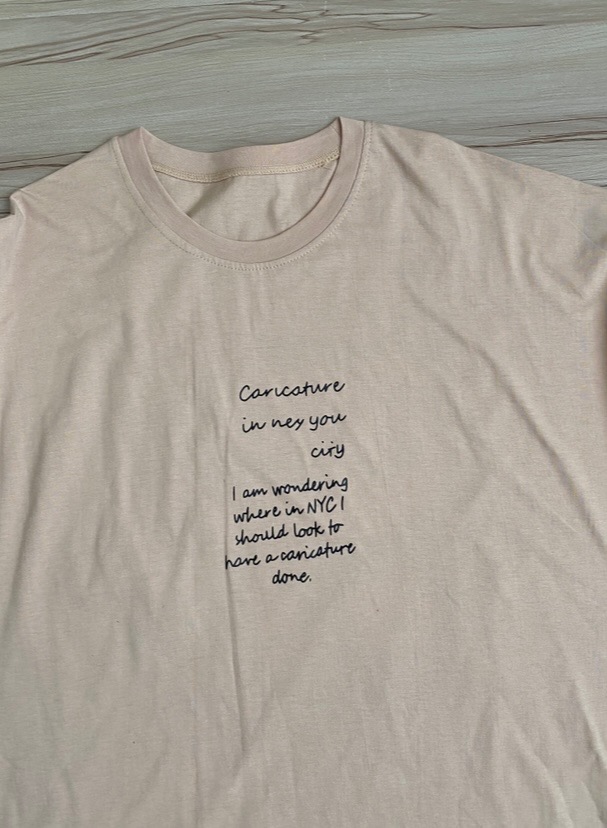 Caricature
in nex you
city
I am wondering
where in NYC I
should look to
have a caricature
done.